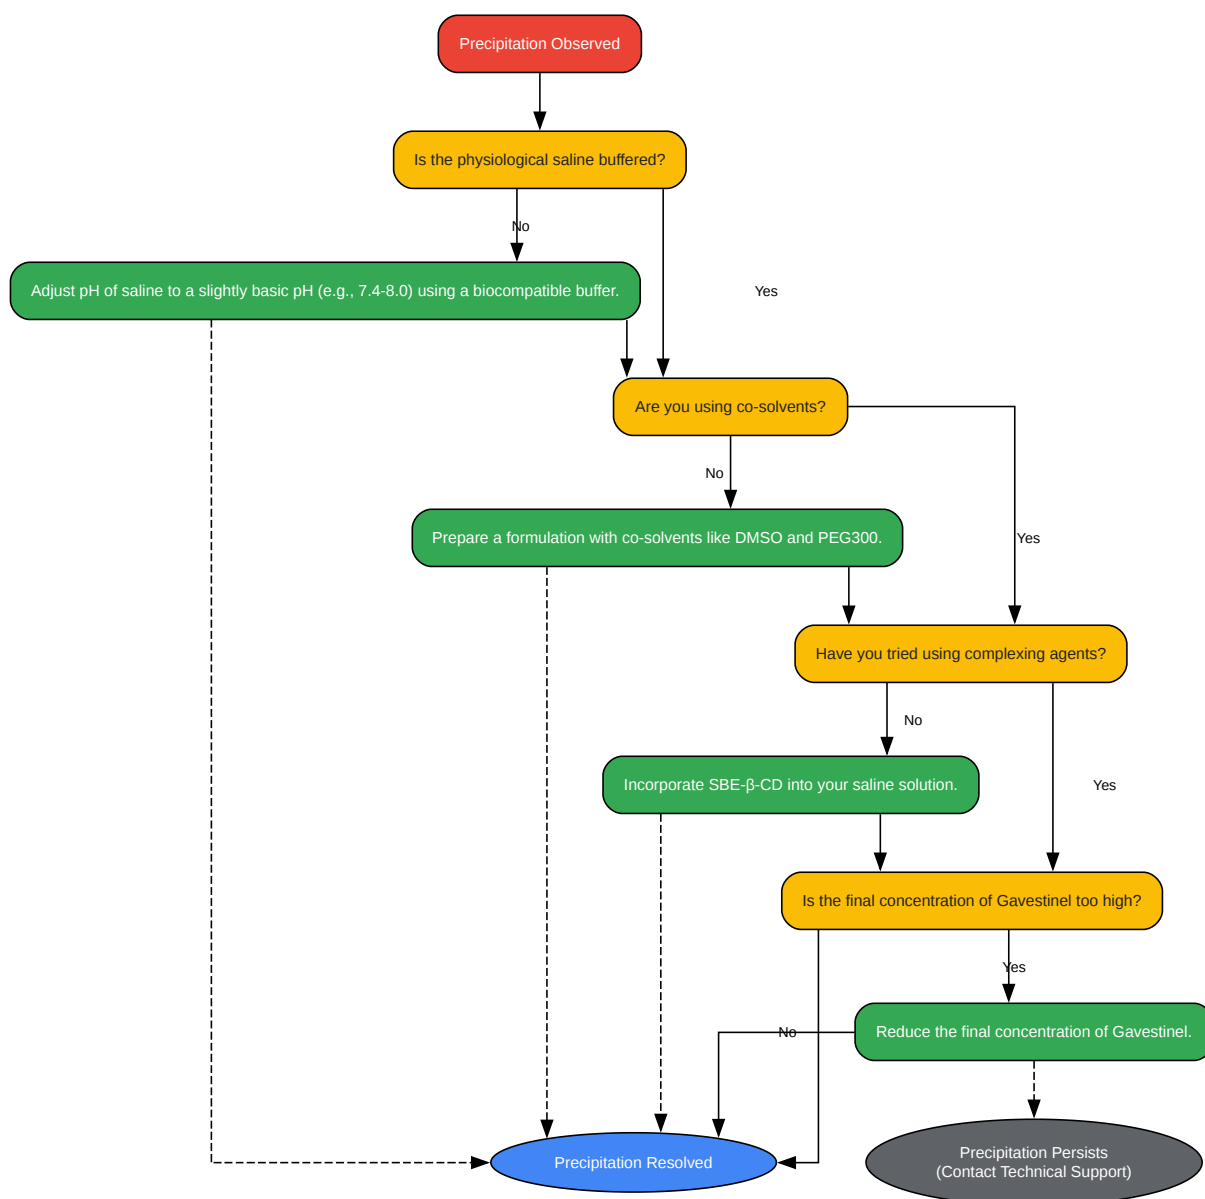 Precipitation Observed
Is the physiological saline buffered?
No
Adjust pH of saline to a slightly basic pH (e.g., 7.4-8.0) using a biocompatible buffer.
Yes
Are you using co-solvents?
No
Prepare a formulation with co-solvents like DMSO and PEG300.
Yes
Have you tried using complexing agents?
No
Incorporate SBE-β-CD into your saline solution.
Yes
Is the final concentration of Gavestinel too high?
Yes
No
Reduce the final concentration of Gavestinel.
Precipitation Resolved
Precipitation Persists
(Contact Technical Support)